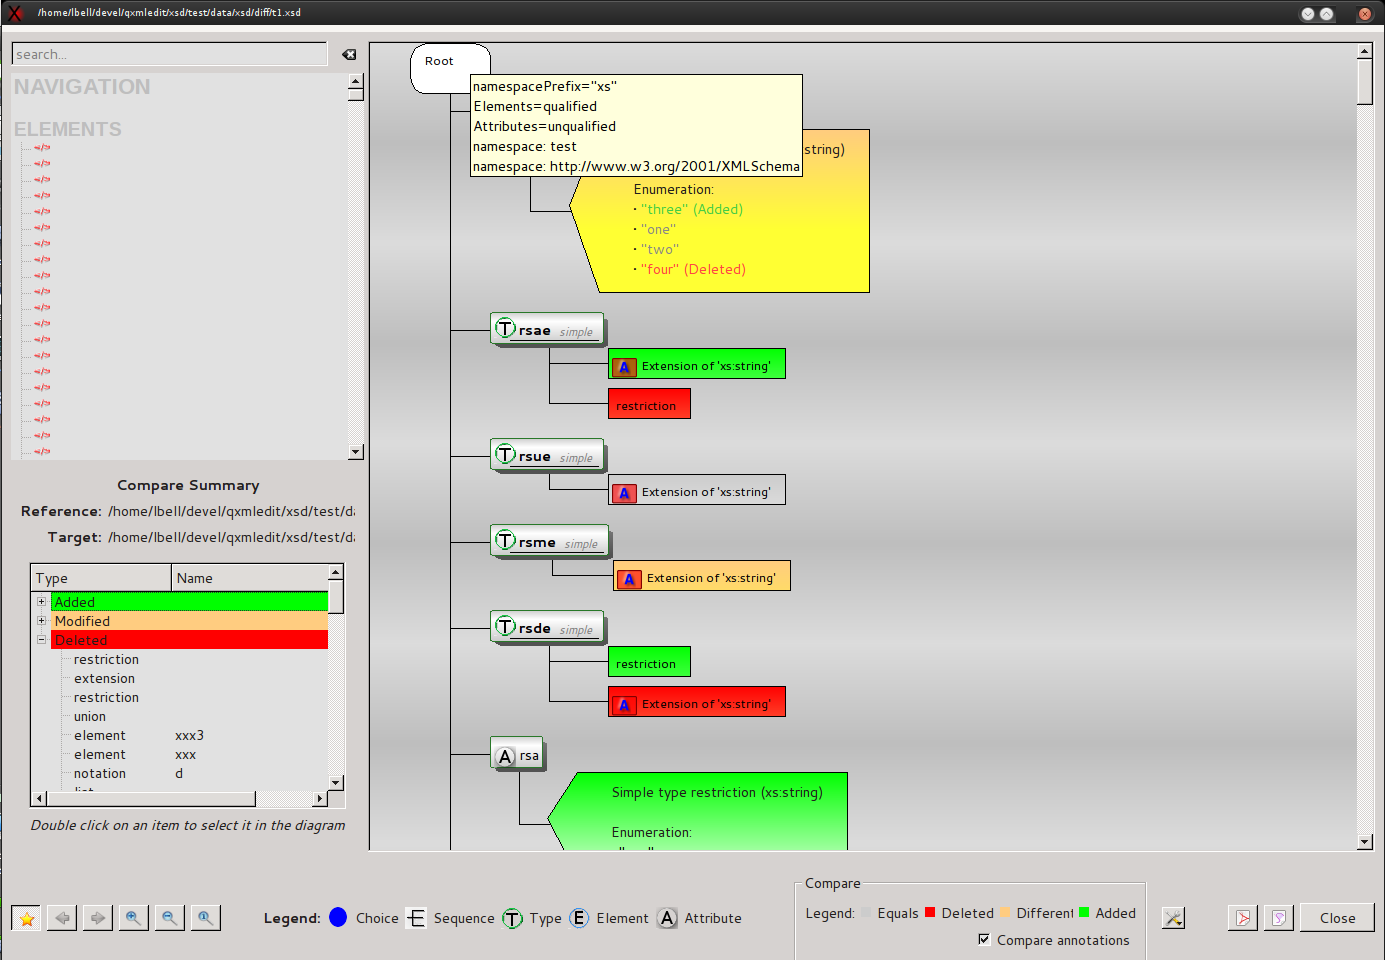 /home/lbell/devel/qxmledit/xsd/test/data/xsd/diff/t1.xsd
search...
NAVIGATION
ELEMENTS
Compare Summary
Reference: /home/lbell/devel/qxmledit/xsd/test/da
Target: /home/lbell/devel/qxmledit/xsd/test/da
Type Name
Added
Modified
Deleted
restriction
extension
restriction
union
element xxx3
element xxx
notation d
Double click on an item to select it in the diagram
Root
namespacePrefix="xs"
Elements=qualified
Attributes=unqualified
namespace: test
namespace: http://www.w3.org/2001/XMLSchema
string)
Enumeration:
· "three" (Added)
· "one"
· "two"
· "four" (Deleted)
T rsae simple
A Extension of 'xs:string'
restriction
T rsue simple
A Extension of 'xs:string'
T rsme simple
A Extension of 'xs:string'
T rsde simple
restriction
A Extension of 'xs:string'
A rsa
Simple type restriction (xs:string)
Enumeration:
Legend: Choice Sequence T Type E Element A Attribute
Compare
Legend: Equals Deleted Different Added
Compare annotations
Close